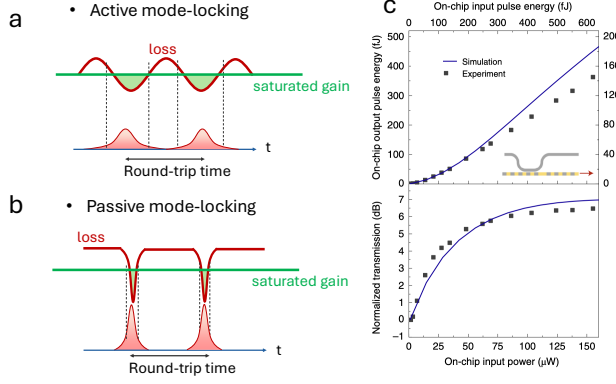 a
• Active mode-locking
loss
saturated gain
t
Round-trip time
b
• Passive mode-locking
loss
saturated gain
t
Round-trip time
c
On-chip input pulse energy (fJ)
0 100 200 300 400 500 600
On-chip output pulse energy (fJ)
500
400
300
200
100
0
200
160
120
80
40
0
Simulation
Experiment
Normalized transmission (dB)
7
6
5
4
3
2
1
0
−1
0 25 50 75 100 125 150
On-chip input power (μW)